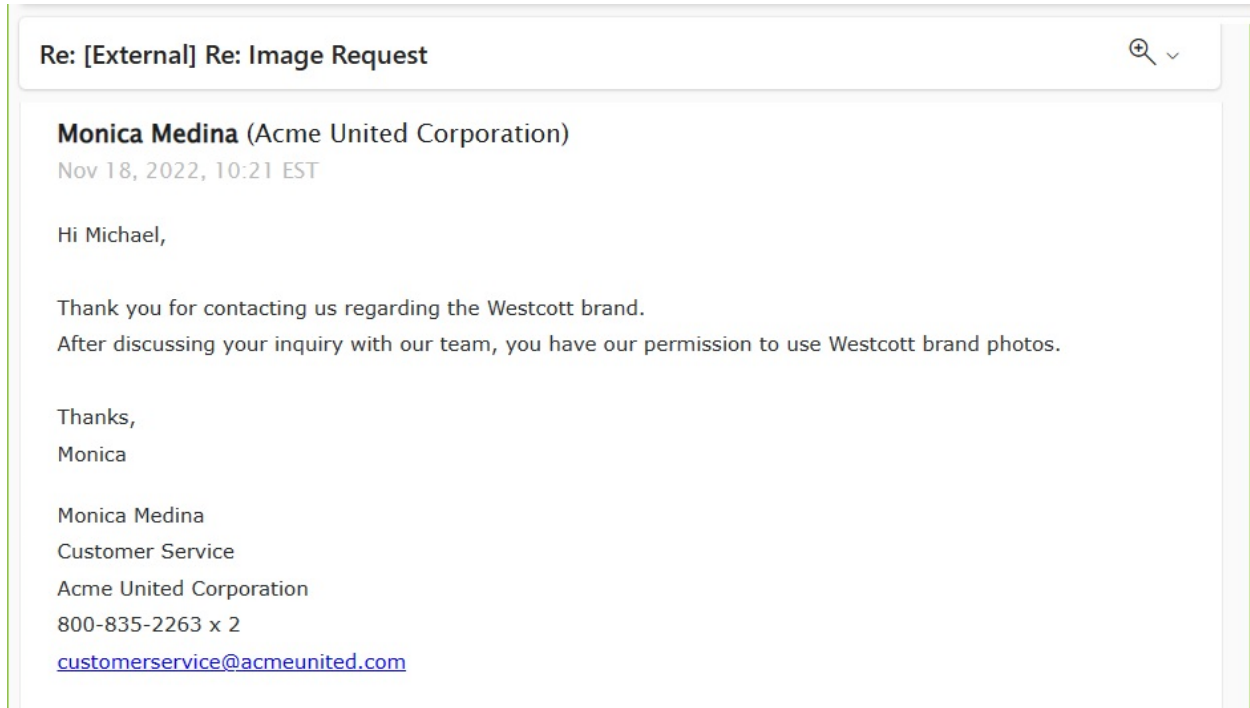 Re: [External] Re: Image Request
Monica Medina (Acme United Corporation)
Nov 18, 2022, 10:21 EST
Hi Michael,
Thank you for contacting us regarding the Westcott brand.
After discussing your inquiry with our team, you have our permission to use Westcott brand photos.
Thanks,
Monica
Monica Medina
Customer Service
Acme United Corporation
800-835-2263 x 2
customerservice@acmeunited.com